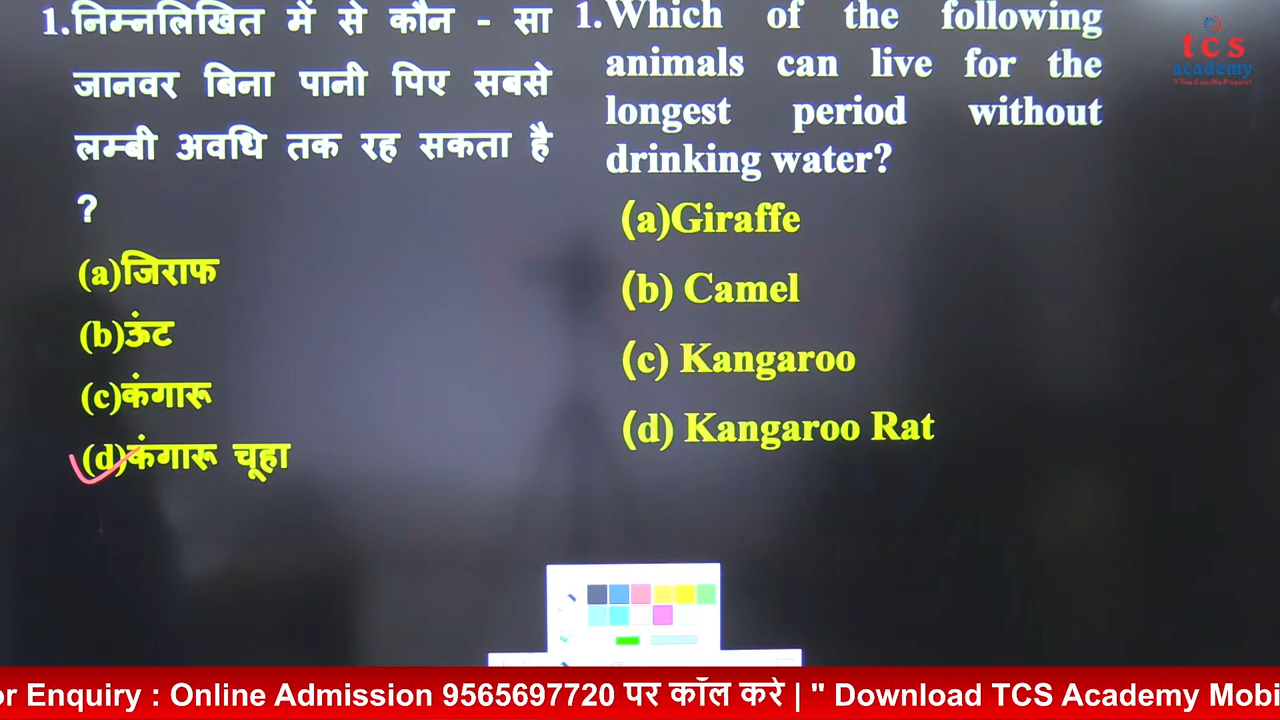 1.निम्नलिखित में से कौन - सा
जानवर बिना पानी पिए सबसे
लम्बी अवधि तक रह सकता है
?
(a)जिराफ
(b)ऊंट
(c)कंगारू
(d)कंगारू चूहा
1.Which of the following
animals can live for the
longest period without
drinking water?
(a)Giraffe
(b) Camel
(c) Kangaroo
(d) Kangaroo Rat
tcs
academy
or Enquiry : Online Admission 9565697720 पर कॉल करे | " Download TCS Academy Mobi